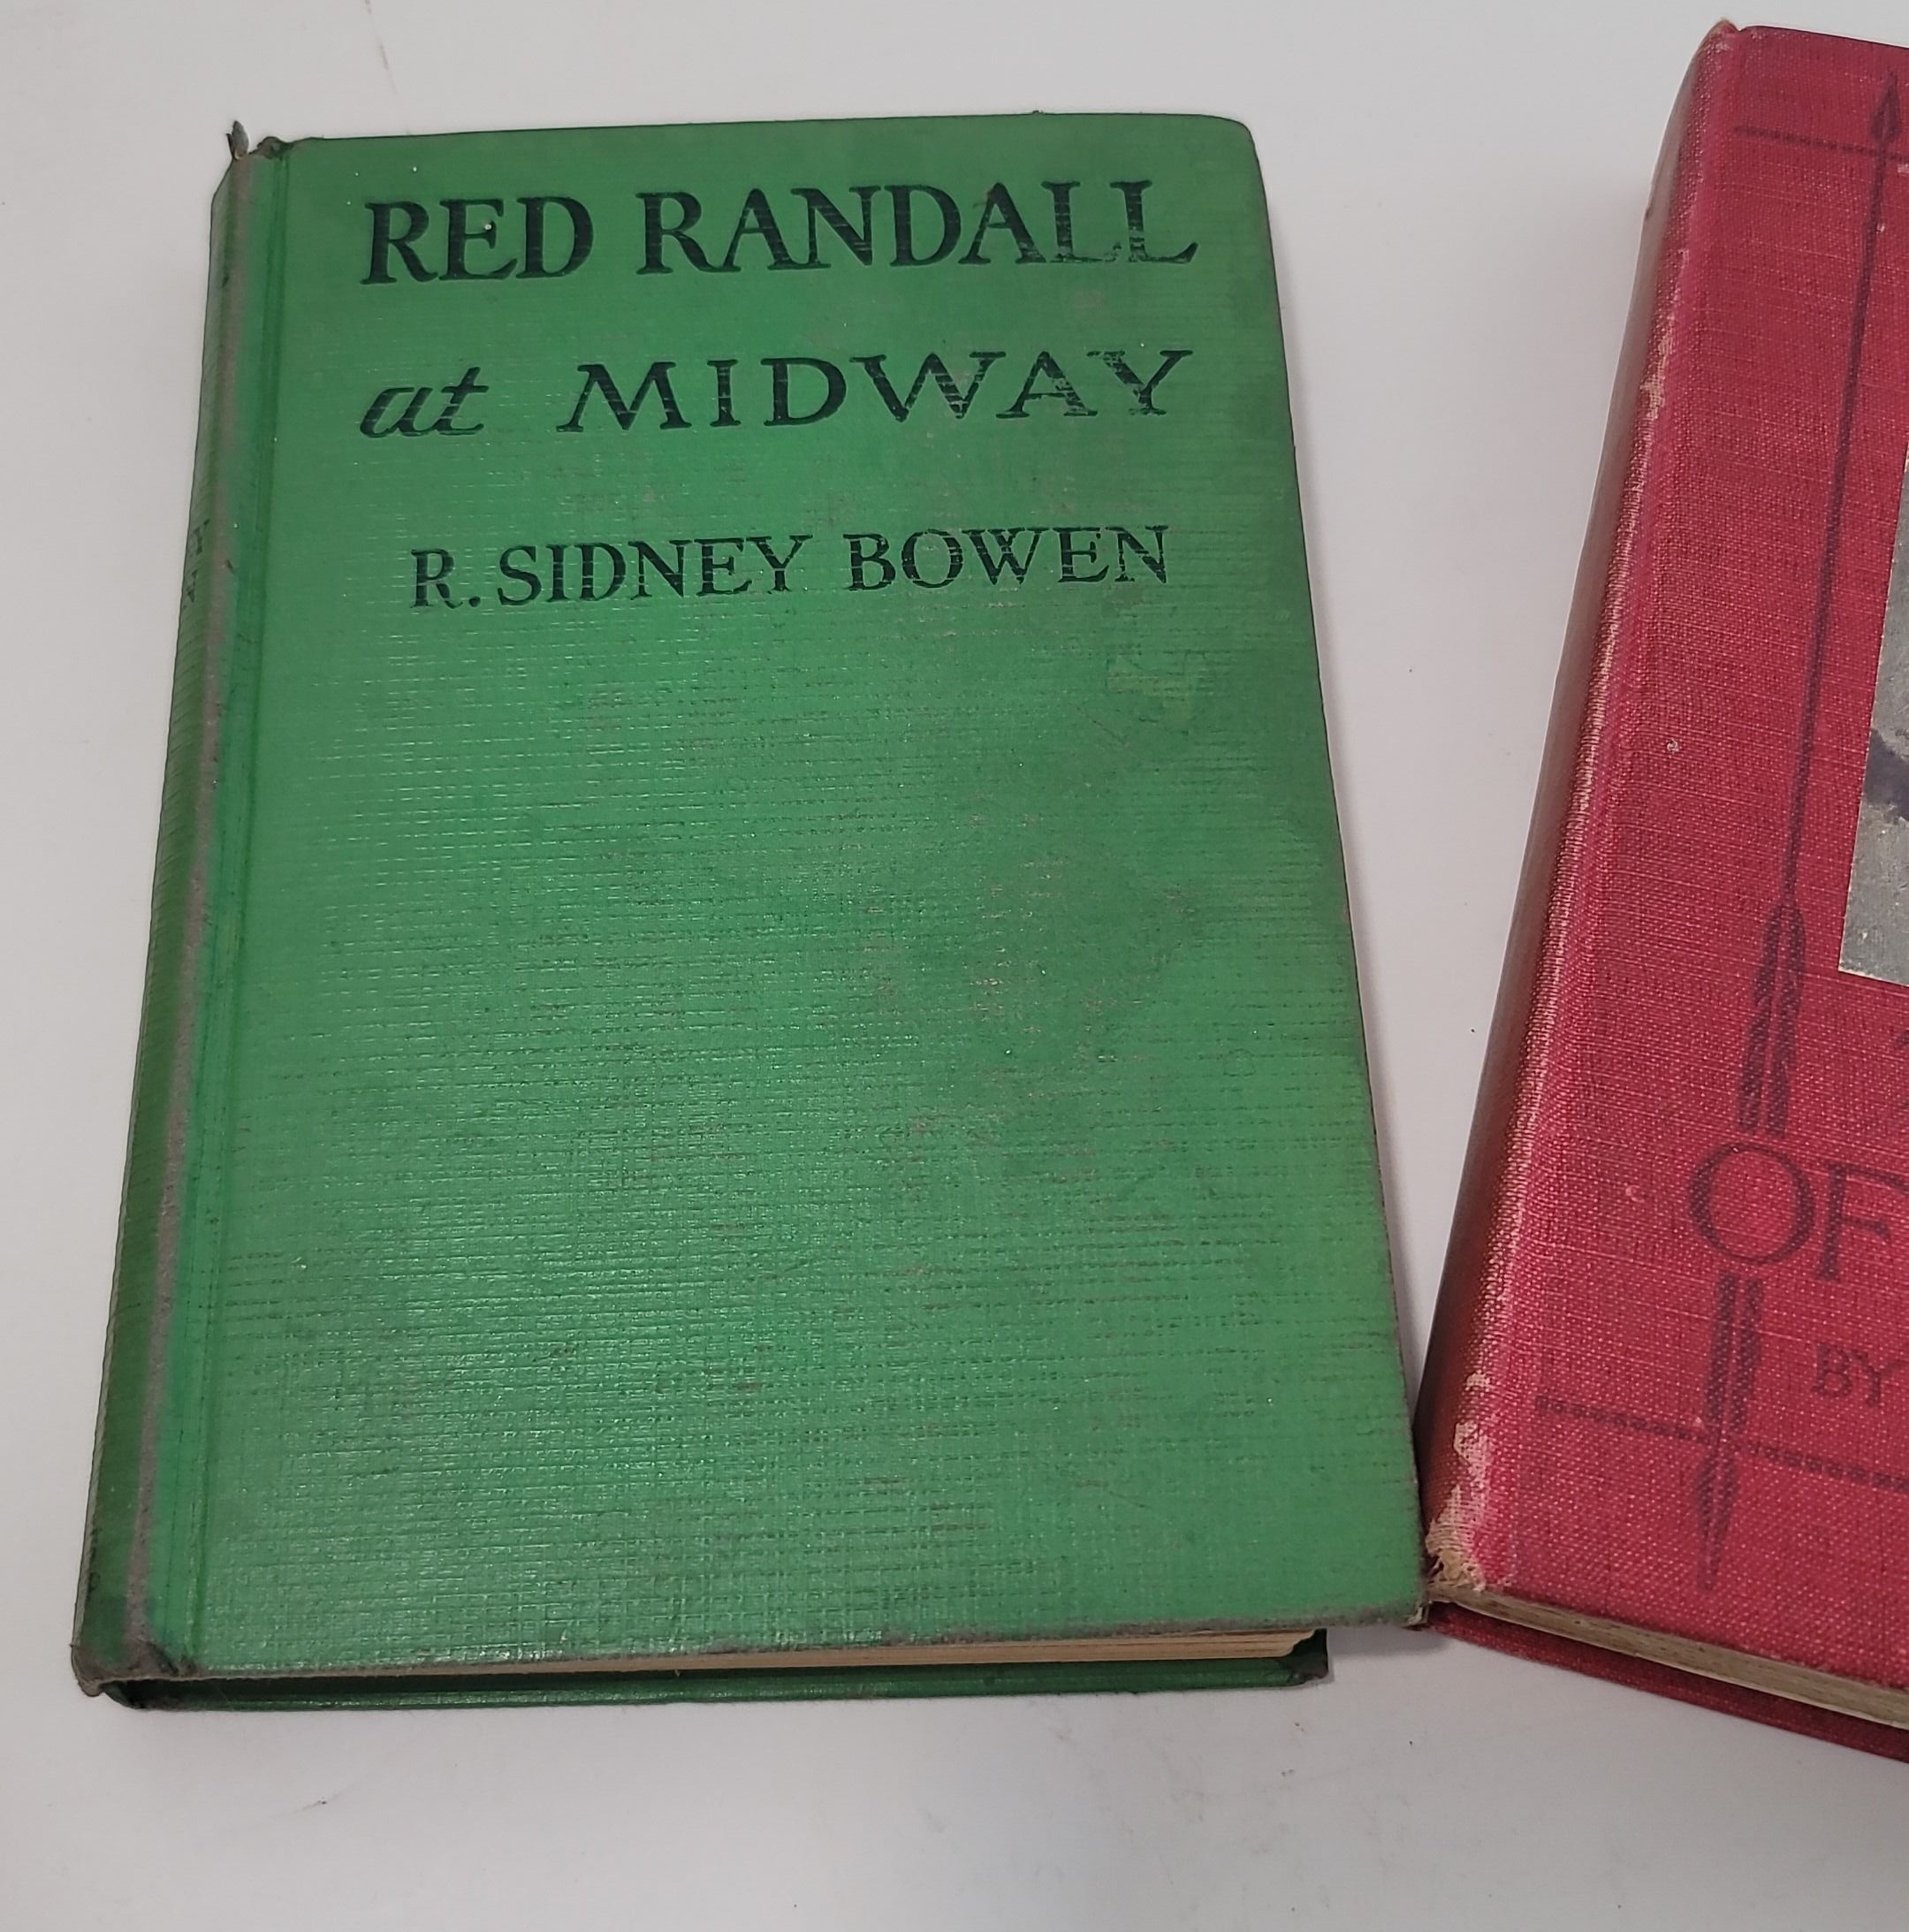 RED RANDALL
at MIDWAY
R. SIDNEY BOWEN
OF
BY